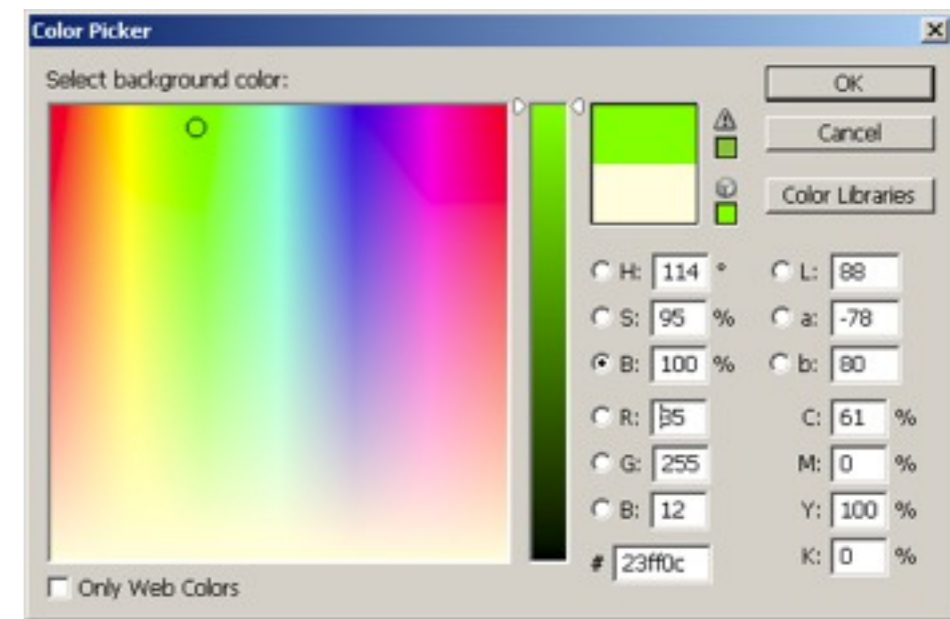 Color Picker
Select background color:
OK
Cancel
Color Libraries
H: 114 °
S: 95 %
B: 100 %
R: 35
G: 255
B: 12
# 23ff0c
L: 88
a: -78
b: 80
C: 61 %
M: 0 %
Y: 100 %
K: 0 %
Only Web Colors